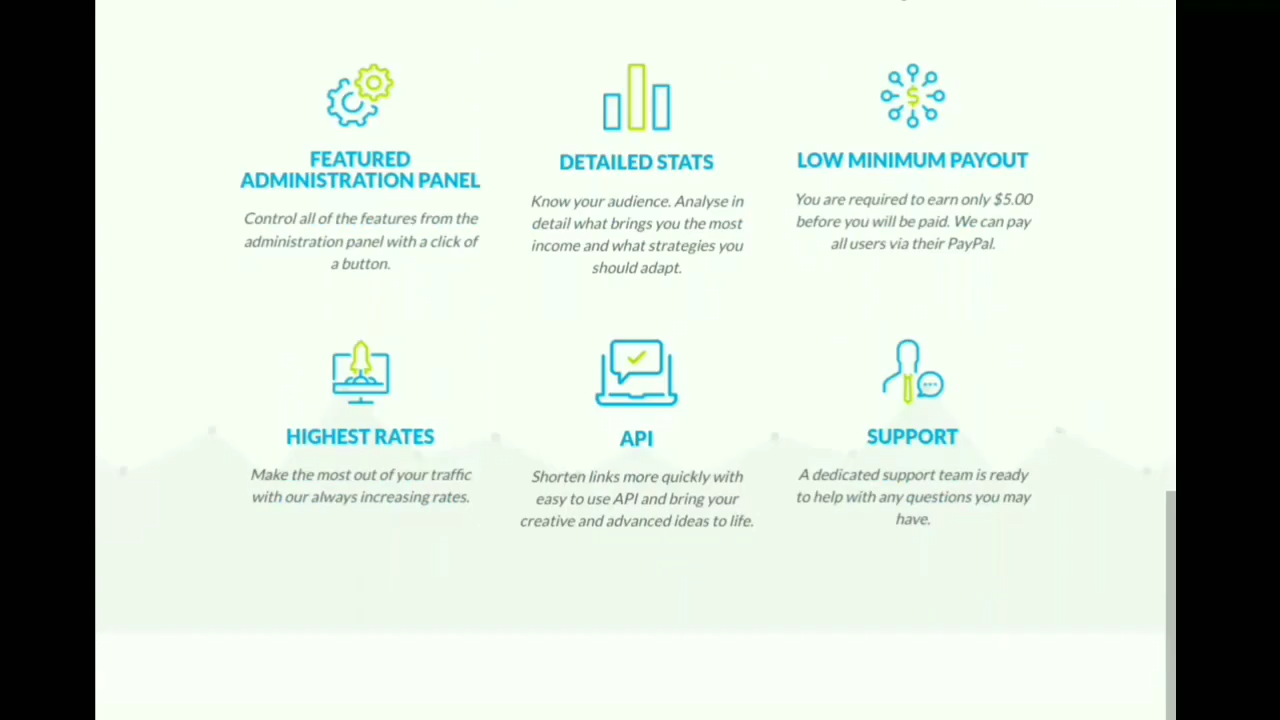 FEATURED
ADMINISTRATION PANEL
Control all of the features from the
administration panel with a click of
a button.
DETAILED STATS
Know your audience. Analyse in
detail what brings you the most
income and what strategies you
should adapt.
LOW MINIMUM PAYOUT
You are required to earn only $5.00
before you will be paid. We can pay
all users via their PayPal.
HIGHEST RATES
Make the most out of your traffic
with our always increasing rates.
API
Shorten links more quickly with
easy to use API and bring your
creative and advanced ideas to life.
SUPPORT
A dedicated support team is ready
to help with any questions you may
have.